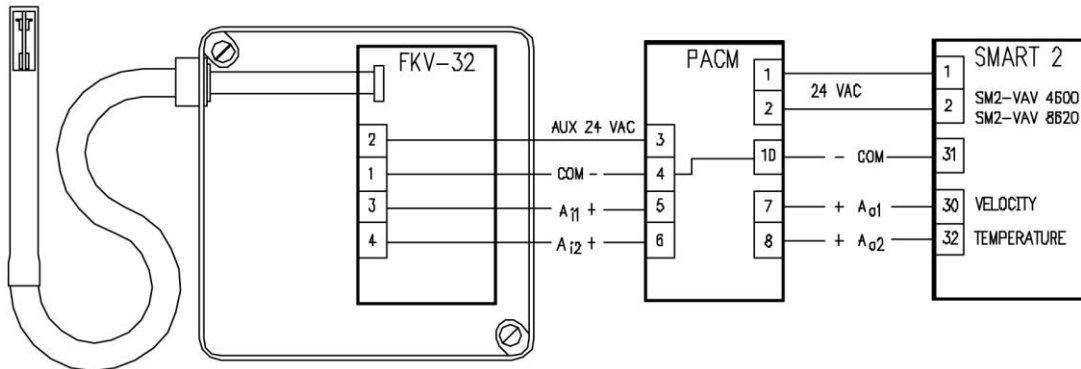 FKV-32
PACM
SMART 2
1
1
24 VAC
2
2
SM2-VAV 4600
SM2-VAV 8620
2
AUX 24 VAC
3
1
COM -
4
10
- COM
31
3
Ai1 +
5
7
+ Ao1
30
VELOCITY
4
Ai2 +
6
8
+ Ao2
32
TEMPERATURE